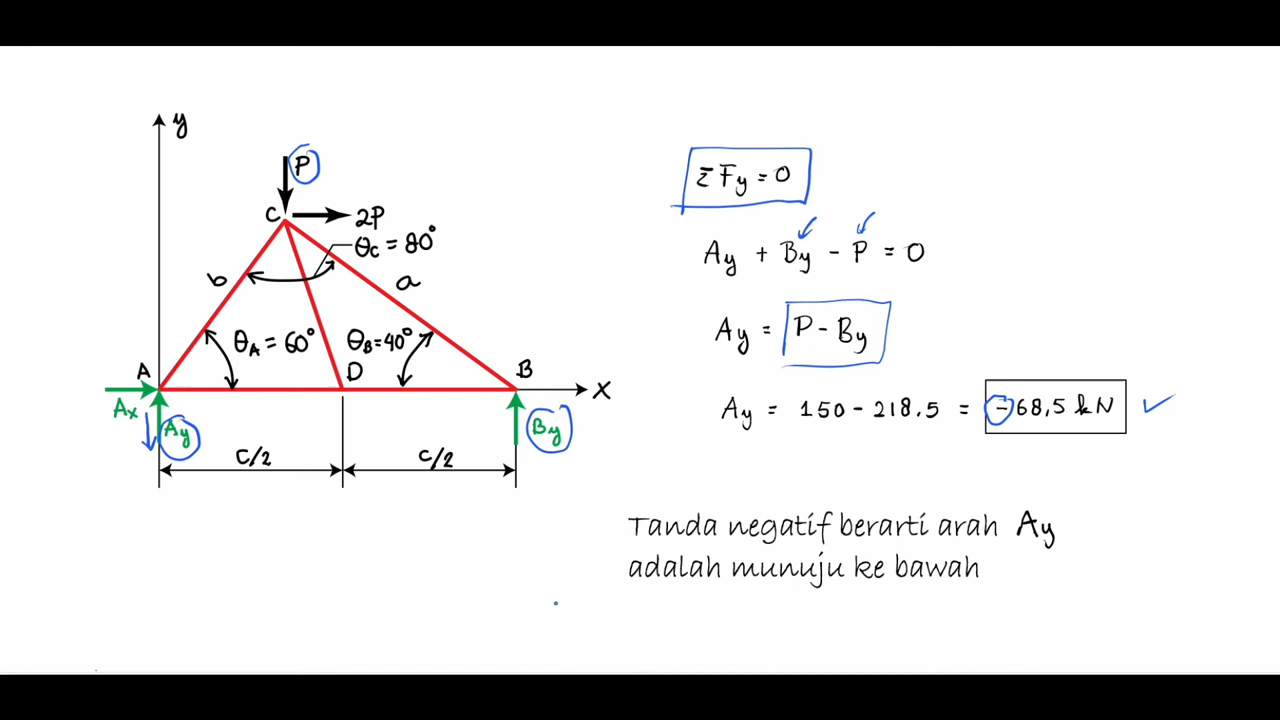 y
P
C
2P
θc = 80°
b
a
θA = 60°
θB = 40°
A
D
B
x
Ax
Ay
By
C/2
C/2
Σ Fy = 0
Ay + By - P = 0
Ay = P - By
Ay = 150 - 218.5 = - 68,5 kN
Tanda negatif berarti arah Ay
adalah munuju ke bawah